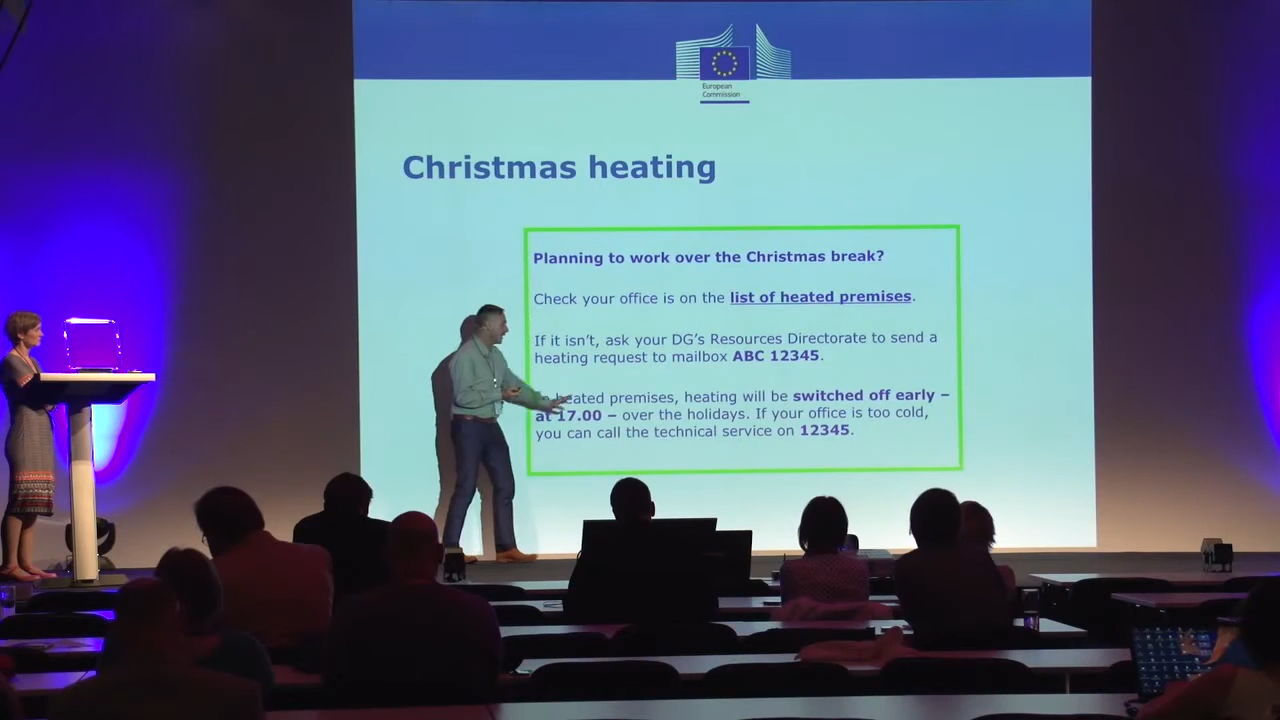 European
Commission
Christmas heating
Planning to work over the Christmas break?
Check your office is on the list of heated premises.
If it isn't, ask your DG's Resources Directorate to send a
heating request to mailbox ABC 12345.
heated premises, heating will be switched off early –
at 17.00 – over the holidays. If your office is too cold,
you can call the technical service on 12345.